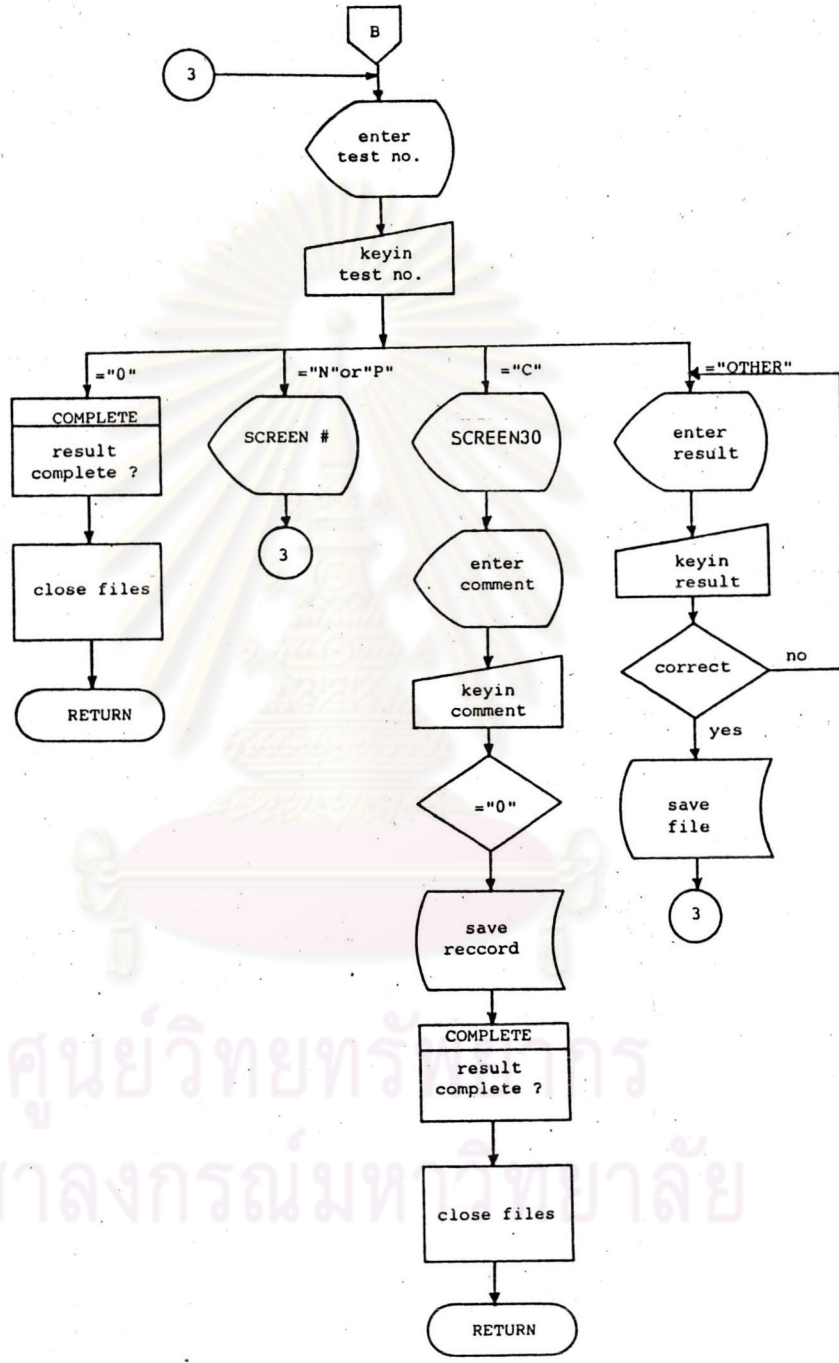 B
3
enter
test no.
keyin
test no.
="0"
COMPLETE
result
complete ?
close files
RETURN
="N"or"P"
SCREEN #
3
="C"
SCREEN30
enter
comment
keyin
comment
="0"
save
reccord
COMPLETE
result
complete ?
close files
RETURN
="OTHER"
enter
result
keyin
result
correct
no
yes
save
file
3
ศูนย์วิทยทรัพยากร
าลงกรณ์มหาวิทยาลัย